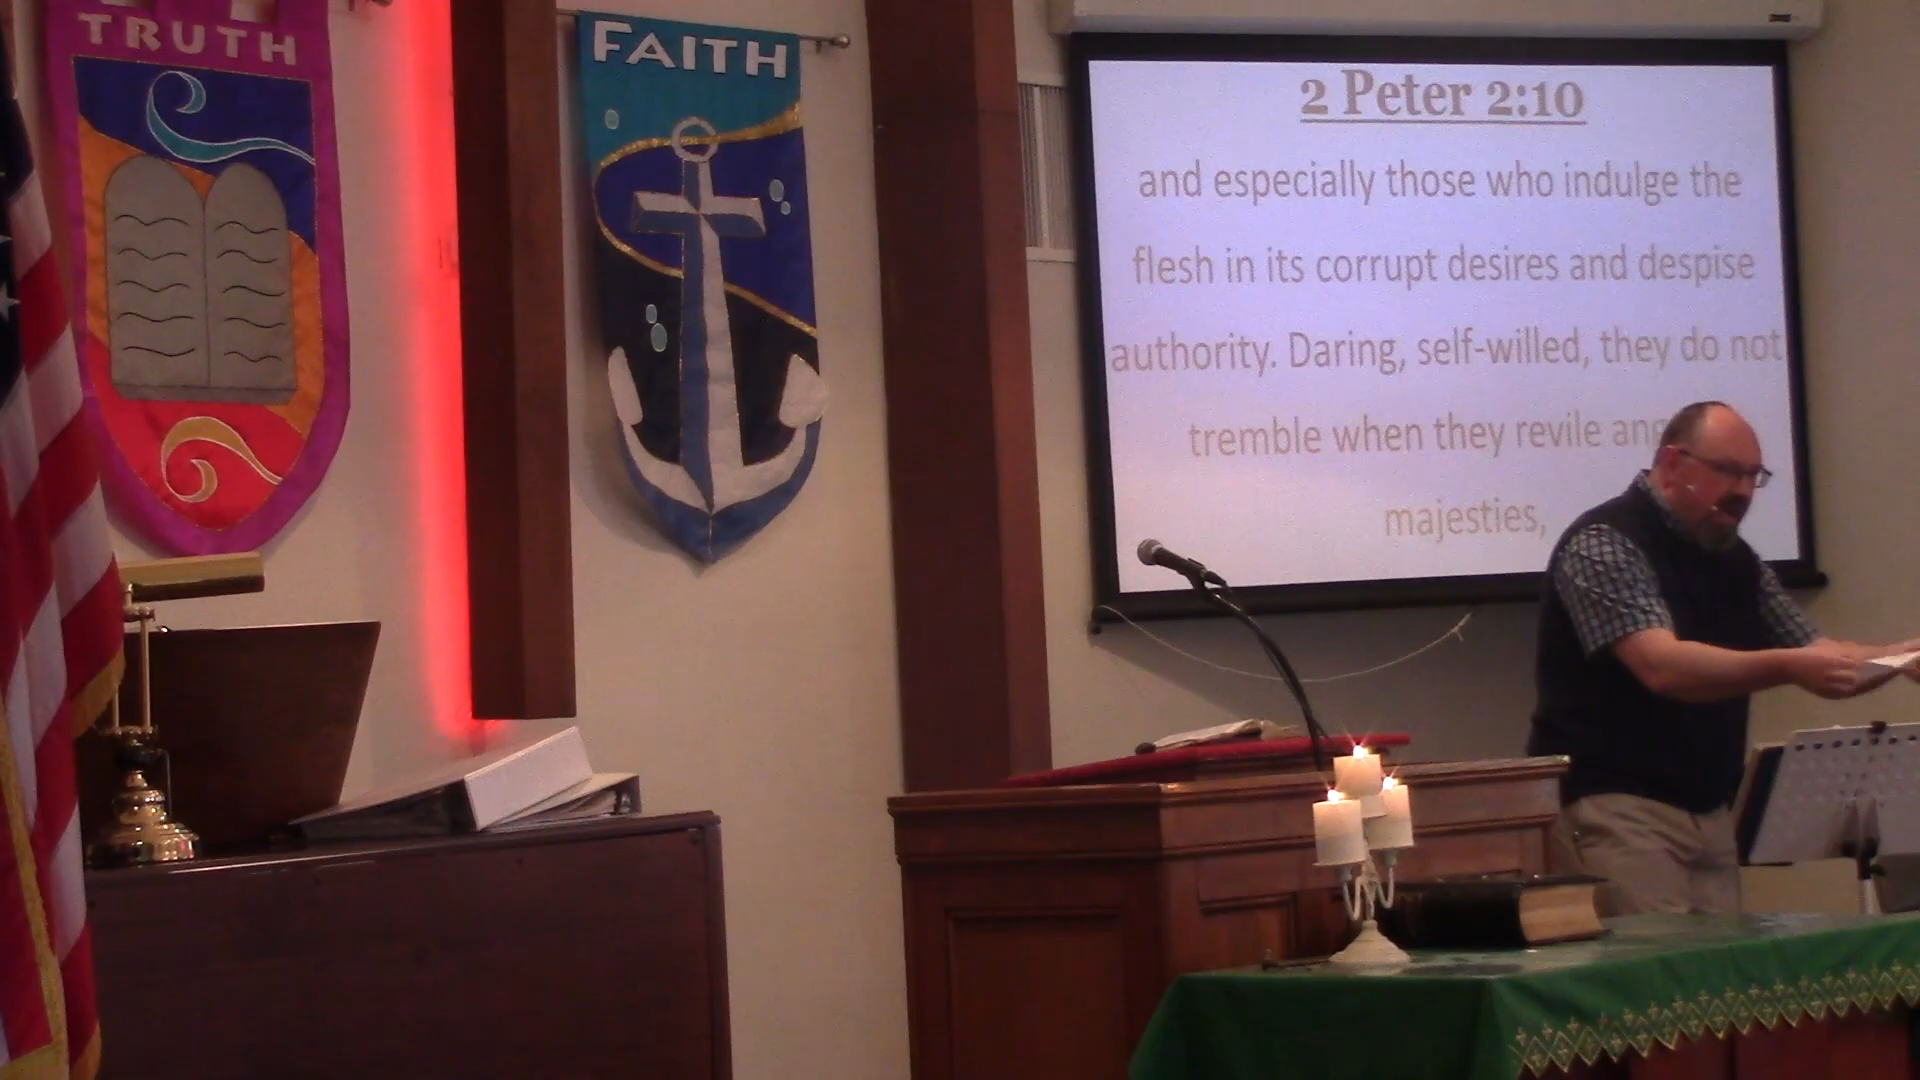 TRUTH
FAITH
2 Peter 2:10
and especially those who indulge the
flesh in its corrupt desires and despise
authority. Daring, self-willed, they do not
tremble when they revile
majesties,